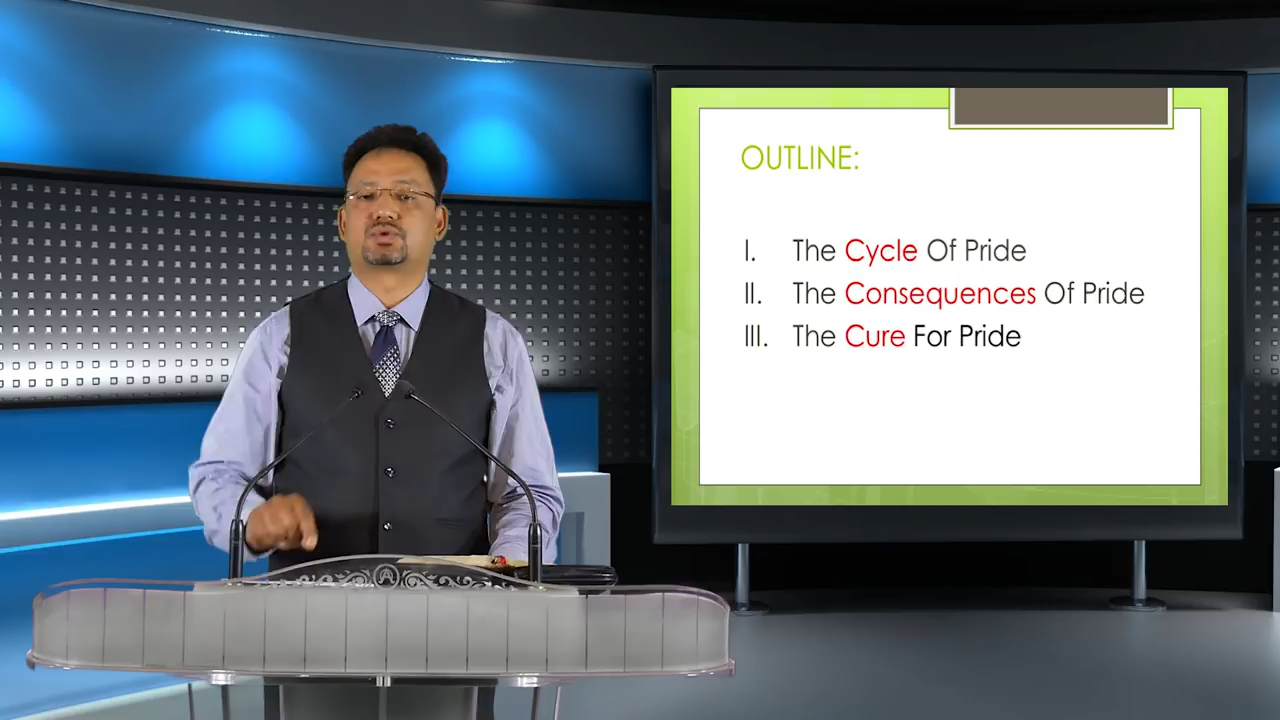 OUTLINE:
I. The Cycle Of Pride
II. The Consequences Of Pride
III. The Cure For Pride